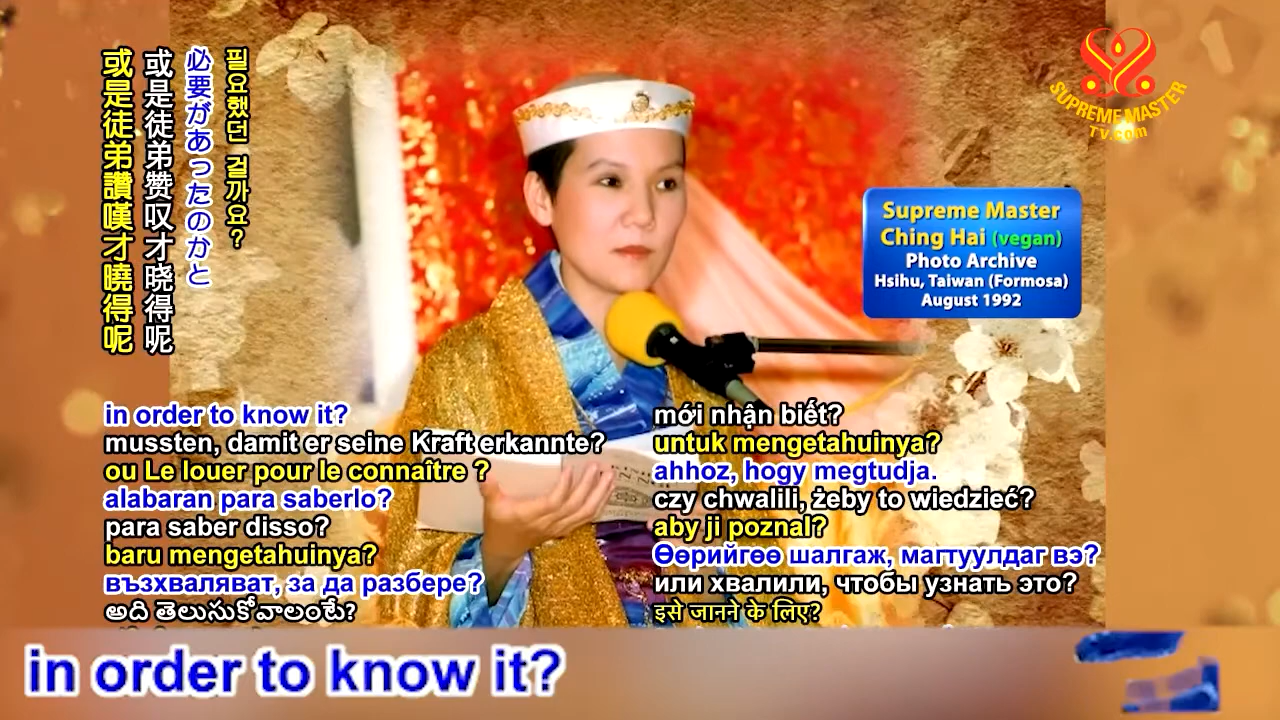 必要があったのかと
필요했던 걸까요?
或是徒弟赞叹才晓得呢
或是徒弟讚嘆才曉得呢
SUPREME MASTER
TV.com
Supreme Master
Ching Hai (vegan)
Photo Archive
Hsihu, Taiwan (Formosa)
August 1992
in order to know it?
mussten, damit er seine Kraft erkannte?
ou Le louer pour le connaître ?
alabaran para saberlo?
para saber disso?
baru mengetahuinya?
възхваляват, за да разбере?
అది తెలుసుకోవాలంటే?
mới nhận biết?
untuk mengetahuinya?
ahhoz, hogy megtudja.
czy chwalili, żeby to wiedzieć?
aby ji poznal?
Өөрийгөө шалгаж, магтуулдаг вэ?
или хвалили, чтобы узнать это?
इसे जानने के लिए?
in order to know it?